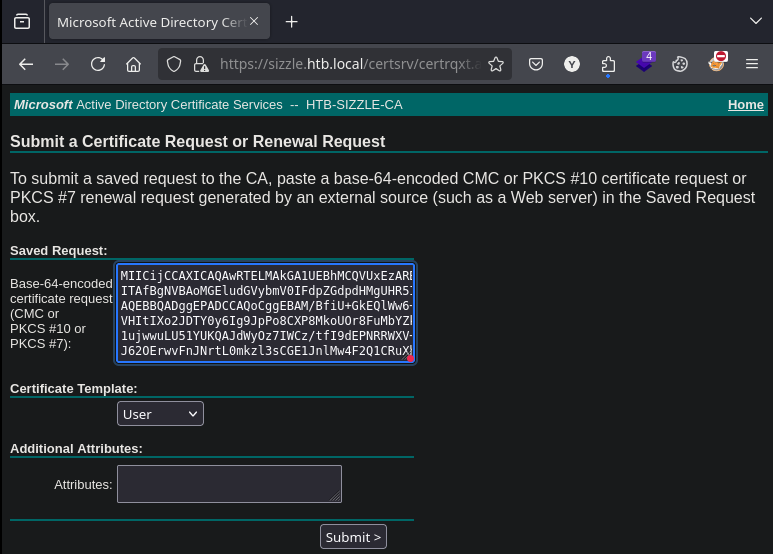 Microsoft Active Directory Cert
https://sizzle.htb.local/certsrv/certrqxt.a
4
Y
Microsoft Active Directory Certificate Services -- HTB-SIZZLE-CA Home
Submit a Certificate Request or Renewal Request
To submit a saved request to the CA, paste a base-64-encoded CMC or PKCS #10 certificate request or
PKCS #7 renewal request generated by an external source (such as a Web server) in the Saved Request
box.
Saved Request:
Base-64-encoded
certificate request
(CMC or
PKCS #10 or
PKCS #7):
MIICijCCAXICAQAwRTELMAkGA1UEBhMCQVUxEzARB
ITAfBgNVBAoMGEludGVybmV0IFdpZGdpdHMgUHR5I
AQEBBQADggEPADCCAQoCggEBAM/BfiU+GkEQlWw6
VHItIXo2JDTY0y6Ig9JpPo8CXP8MkoUOr8FuMbYZ
1ujwwuLU51YUKQAJdWyOz7IWCz/tfI9dEPNRRWXV
J62OErwvFnJNrtL0mkzl3sCGE1JnlMw4F2Q1CRuX
Certificate Template:
User
Additional Attributes:
Attributes:
Submit >